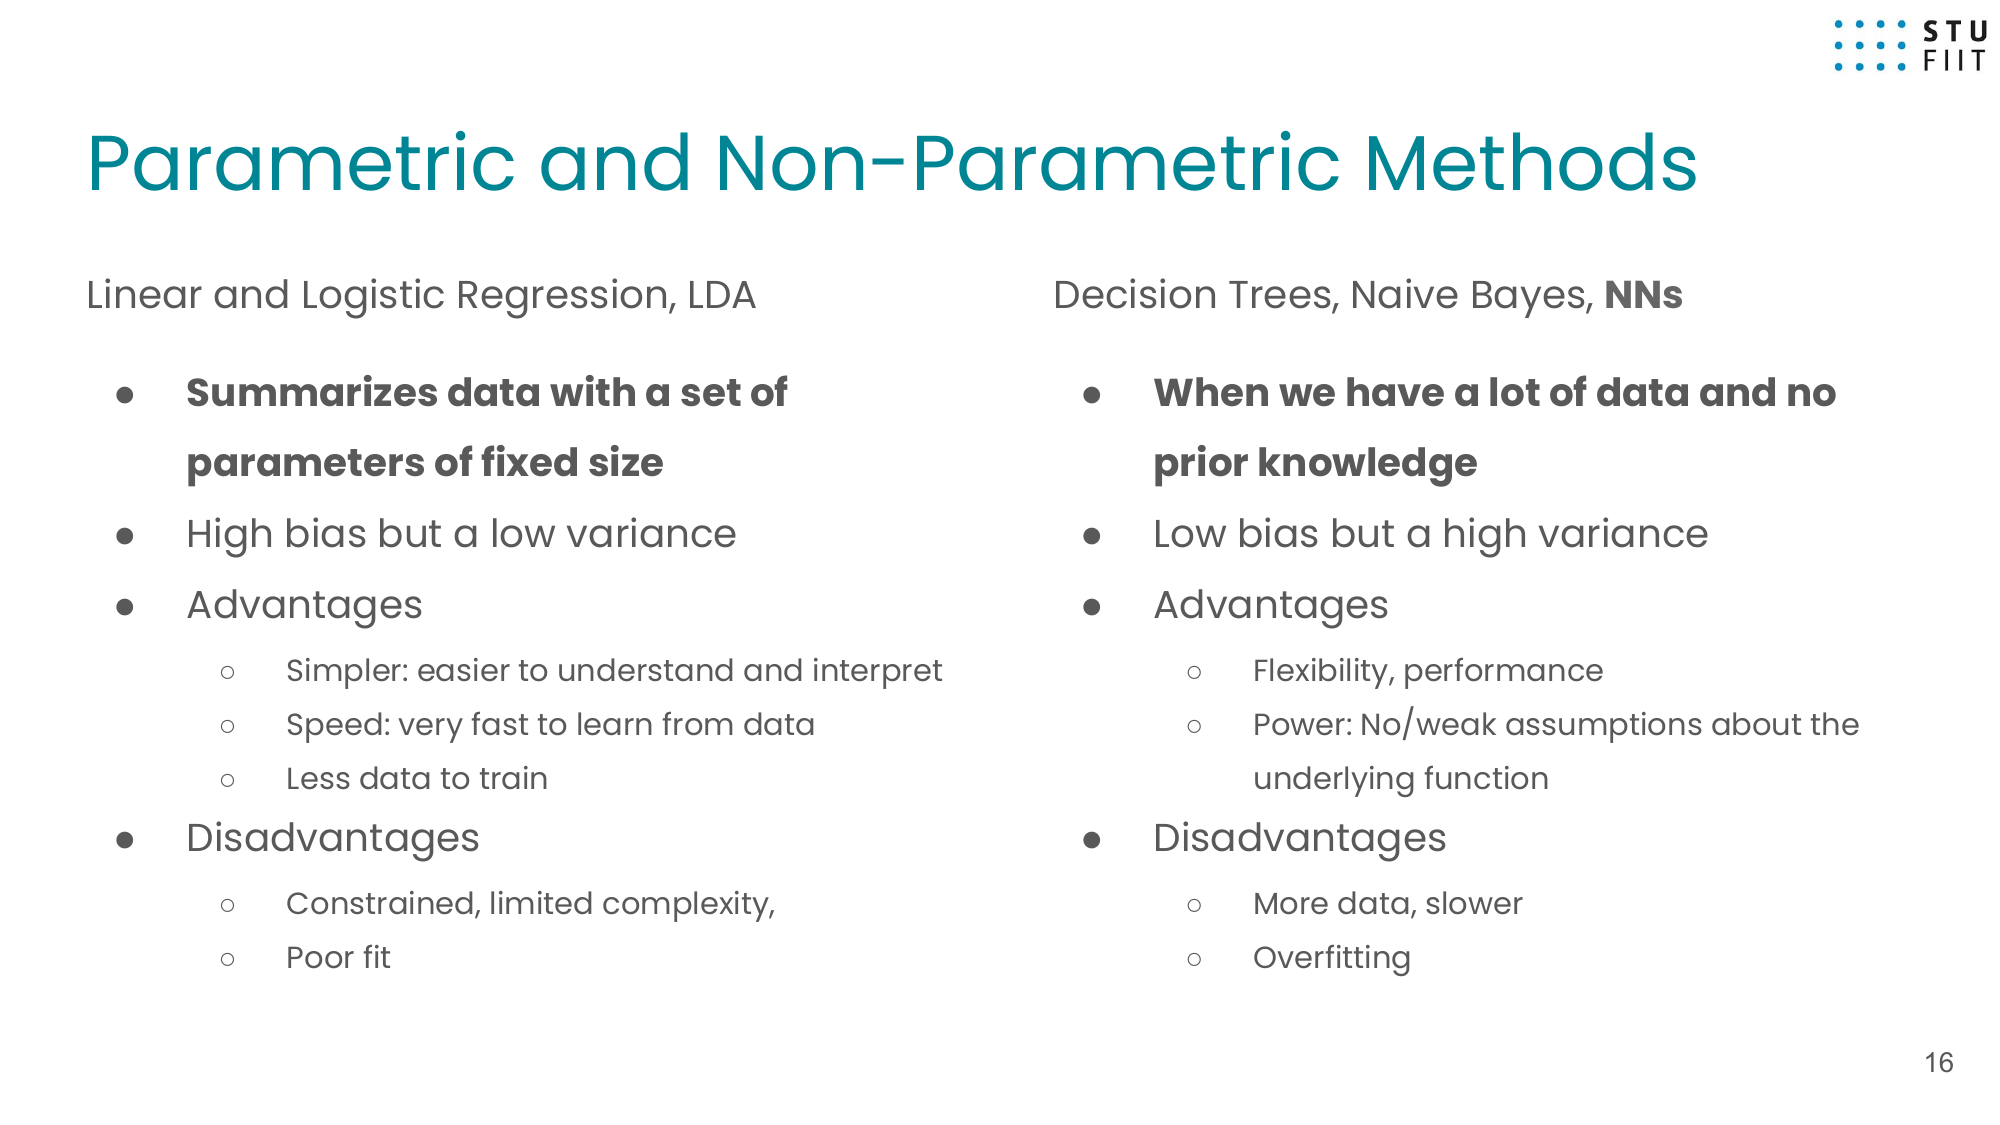 STU
FIIT
Parametric and Non-Parametric Methods
Linear and Logistic Regression, LDA
● Summarizes data with a set of
parameters of fixed size
● High bias but a low variance
● Advantages
○ Simpler: easier to understand and interpret
○ Speed: very fast to learn from data
○ Less data to train
● Disadvantages
○ Constrained, limited complexity,
○ Poor fit
Decision Trees, Naive Bayes, NNs
● When we have a lot of data and no
prior knowledge
● Low bias but a high variance
● Advantages
○ Flexibility, performance
○ Power: No/weak assumptions about the
underlying function
● Disadvantages
○ More data, slower
○ Overfitting
16